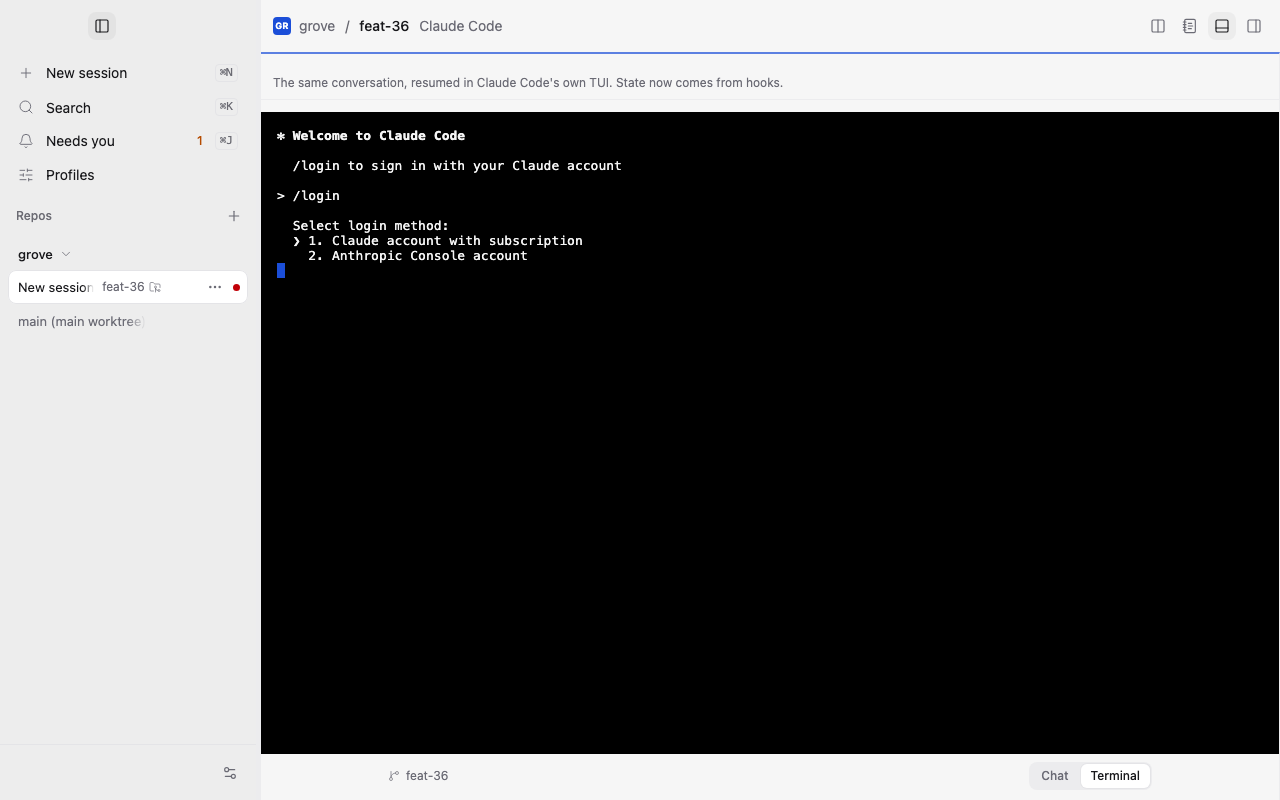 New session ⌘N
Search ⌘K
Needs you 1 ⌘J
Profiles
Repos
grove
New session feat-36
main (main worktree)
GR grove / feat-36 Claude Code
The same conversation, resumed in Claude Code's own TUI. State now comes from hooks.
✻ Welcome to Claude Code
/login to sign in with your Claude account
> /login
Select login method:
❯ 1. Claude account with subscription
2. Anthropic Console account
feat-36
Chat Terminal